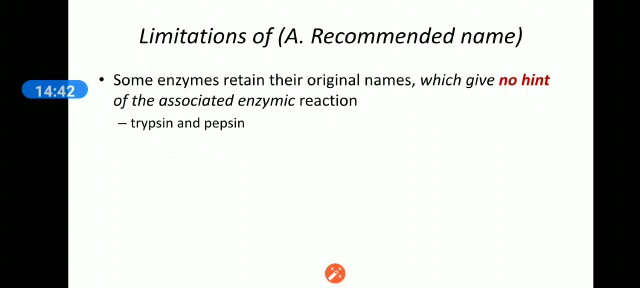 Limitations of (A. Recommended name)
• Some enzymes retain their original names, which give no hint
of the associated enzymic reaction
– trypsin and pepsin
14:42